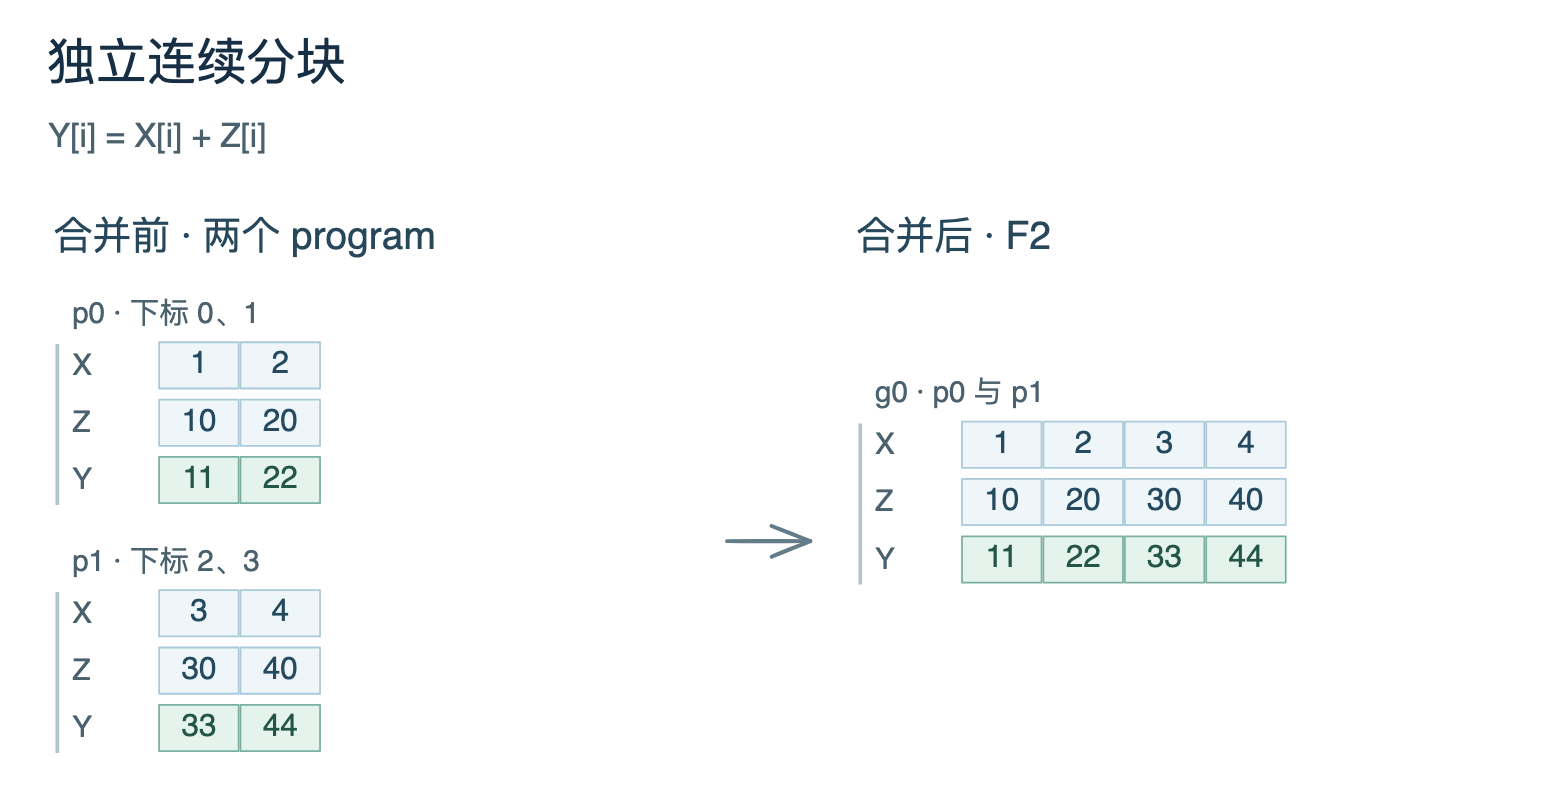 独立连续分块
Y[i] = X[i] + Z[i]
合并前 · 两个 program
p0 · 下标 0、1
X 1 2
Z 10 20
Y 11 22
p1 · 下标 2、3
X 3 4
Z 30 40
Y 33 44
合并后 · F2
g0 · p0 与 p1
X 1 2 3 4
Z 10 20 30 40
Y 11 22 33 44